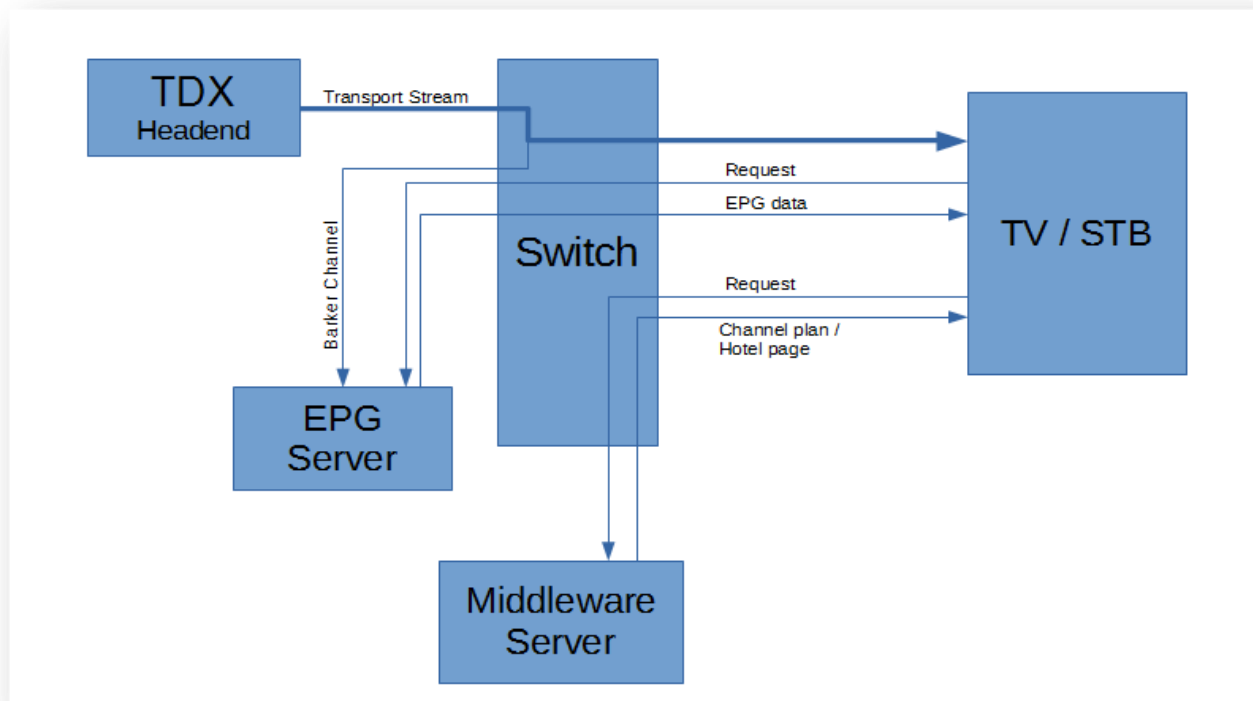 TDX
Headend
Transport Stream
Request
EPG data
Switch
TV / STB
Barker Channel
Request
Channel plan /
Hotel page
EPG
Server
Middleware
Server